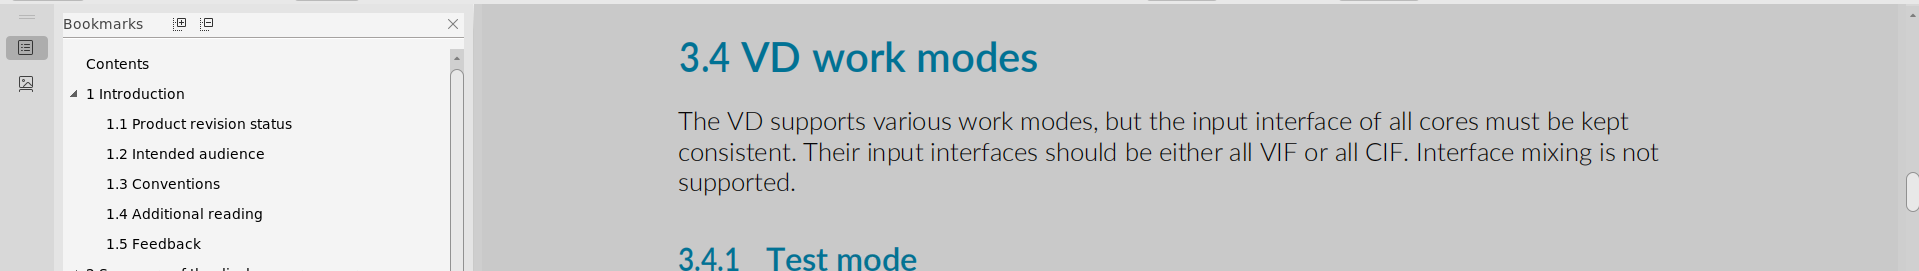 Bookmarks
Contents
1 Introduction
1.1 Product revision status
1.2 Intended audience
1.3 Conventions
1.4 Additional reading
1.5 Feedback
3.4 VD work modes
The VD supports various work modes, but the input interface of all cores must be kept
consistent. Their input interfaces should be either all VIF or all CIF. Interface mixing is not
supported.
3.4.1 Test mode